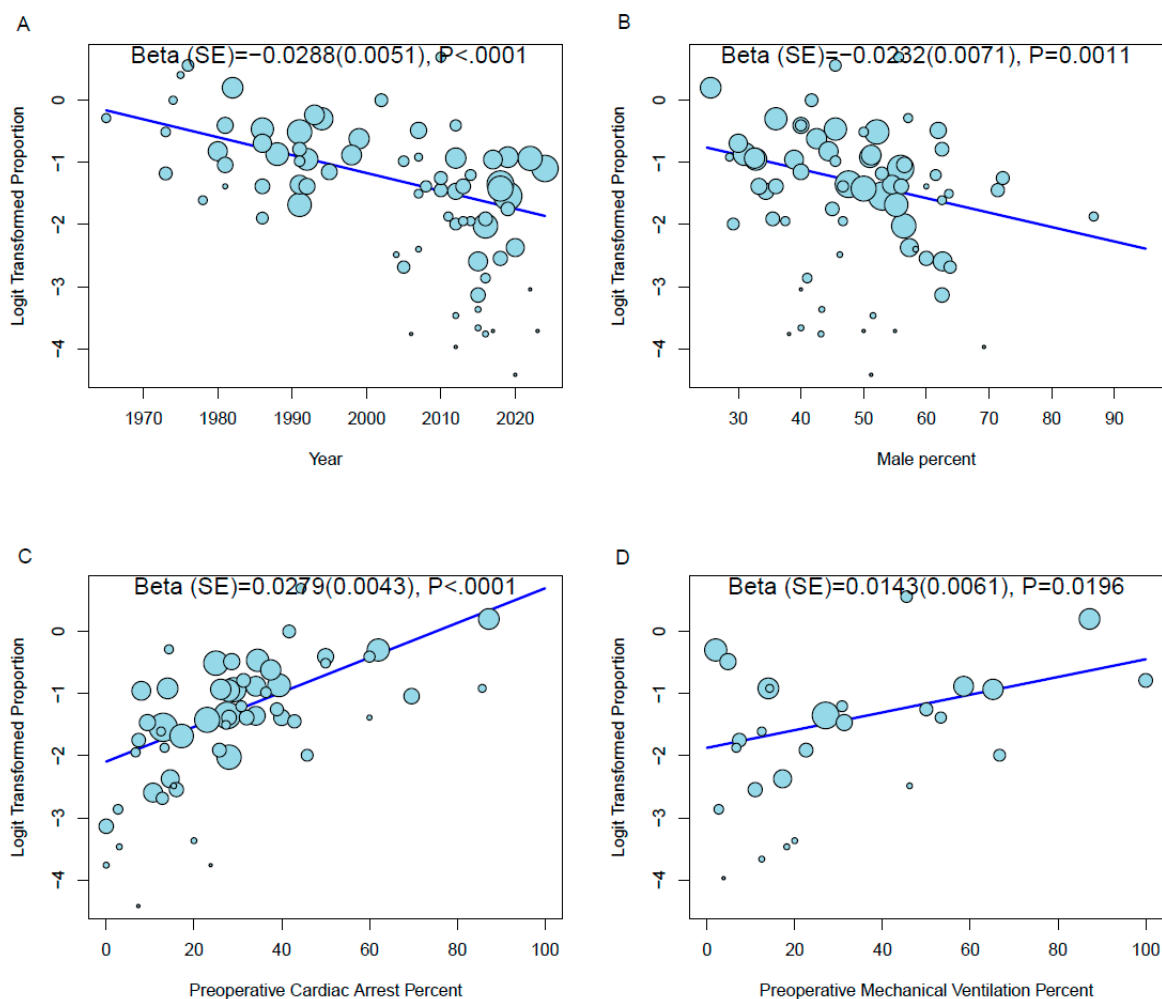 A
Beta (SE)=−0.0288(0.0051), P<.0001
Logit Transformed Proportion
0
−1
−2
−3
−4
1970 1980 1990 2000 2010 2020
Year
B
Beta (SE)=−0.0232(0.0071), P=0.0011
Logit Transformed Proportion
0
−1
−2
−3
−4
30 40 50 60 70 80 90
Male percent
C
Beta (SE)=0.0279(0.0043), P<.0001
Logit Transformed Proportion
0
−1
−2
−3
−4
0 20 40 60 80 100
Preoperative Cardiac Arrest Percent
D
Beta (SE)=0.0143(0.0061), P=0.0196
Logit Transformed Proportion
0
−1
−2
−3
−4
0 20 40 60 80 100
Preoperative Mechanical Ventilation Percent